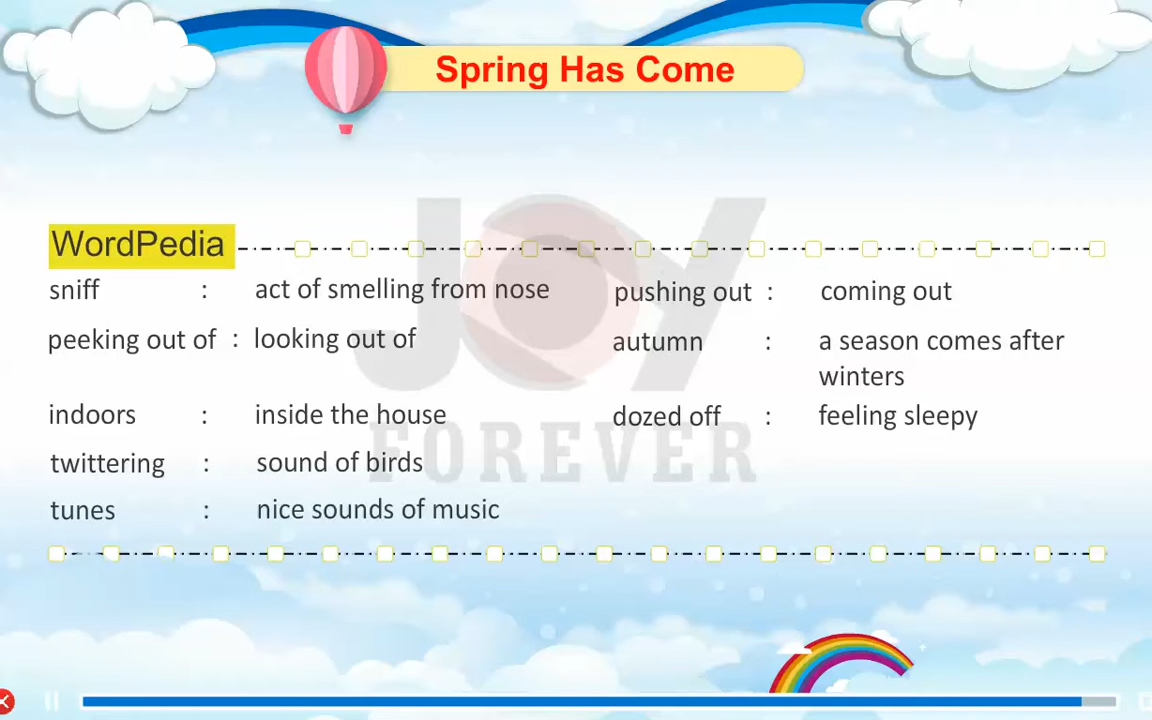 Spring Has Come
WordPedia
sniff : act of smelling from nose
peeking out of : looking out of
indoors : inside the house
twittering : sound of birds
tunes : nice sounds of music
pushing out : coming out
autumn : a season comes after
winters
dozed off : feeling sleepy
JOY
FOREVER